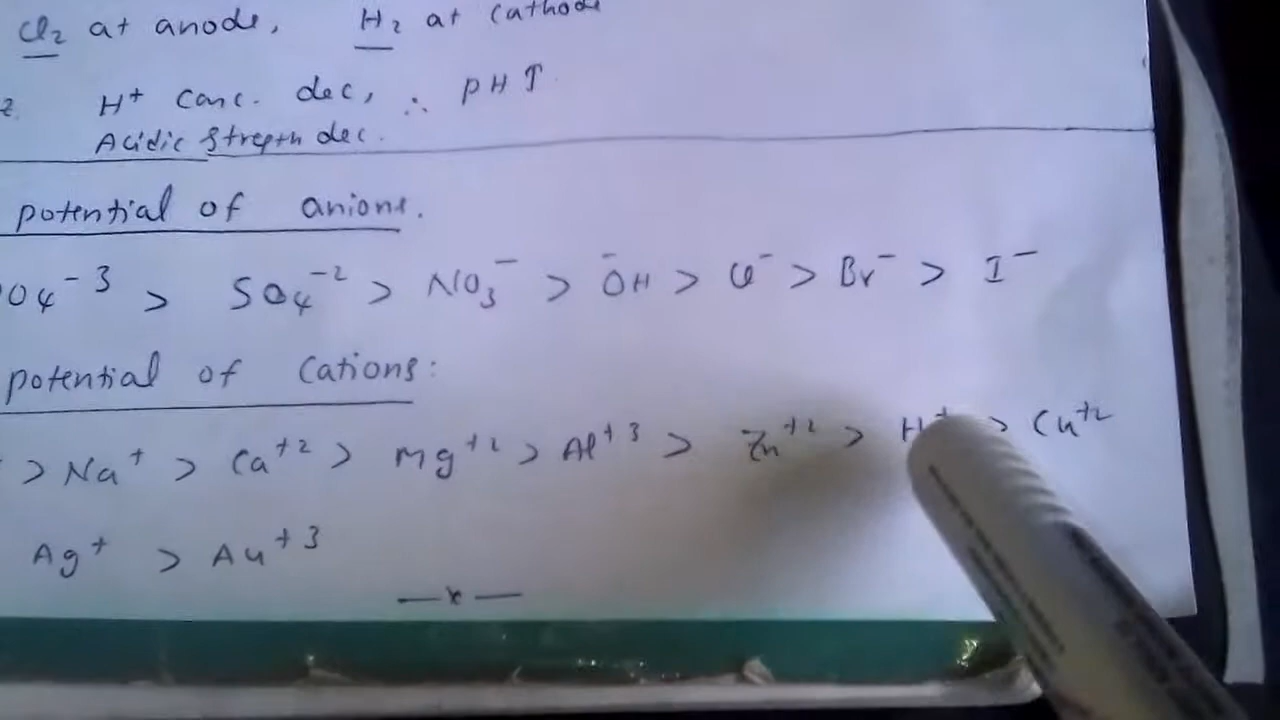 Cl₂ at anode, H₂ at cathode
2. H⁺ conc. dec, ∴ pH↑
Acidic strepth dec.
potential of anions.
O₄⁻³ > SO₄⁻² > NO₃⁻ > ⁻OH > Cl⁻ > Br⁻ > I⁻
potential of cations:
> Na⁺ > Ca⁺² > Mg⁺² > Al⁺³ > Zn⁺² > H⁺ > Cu⁺²
Ag⁺ > Au⁺³
—x—